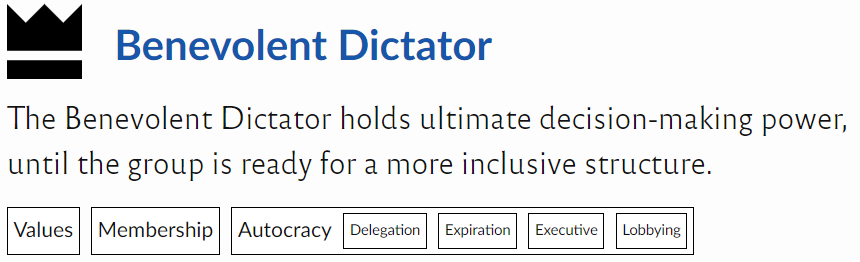 Benevolent Dictator
The Benevolent Dictator holds ultimate decision-making power,
until the group is ready for a more inclusive structure.
Values Membership Autocracy Delegation Expiration Executive Lobbying